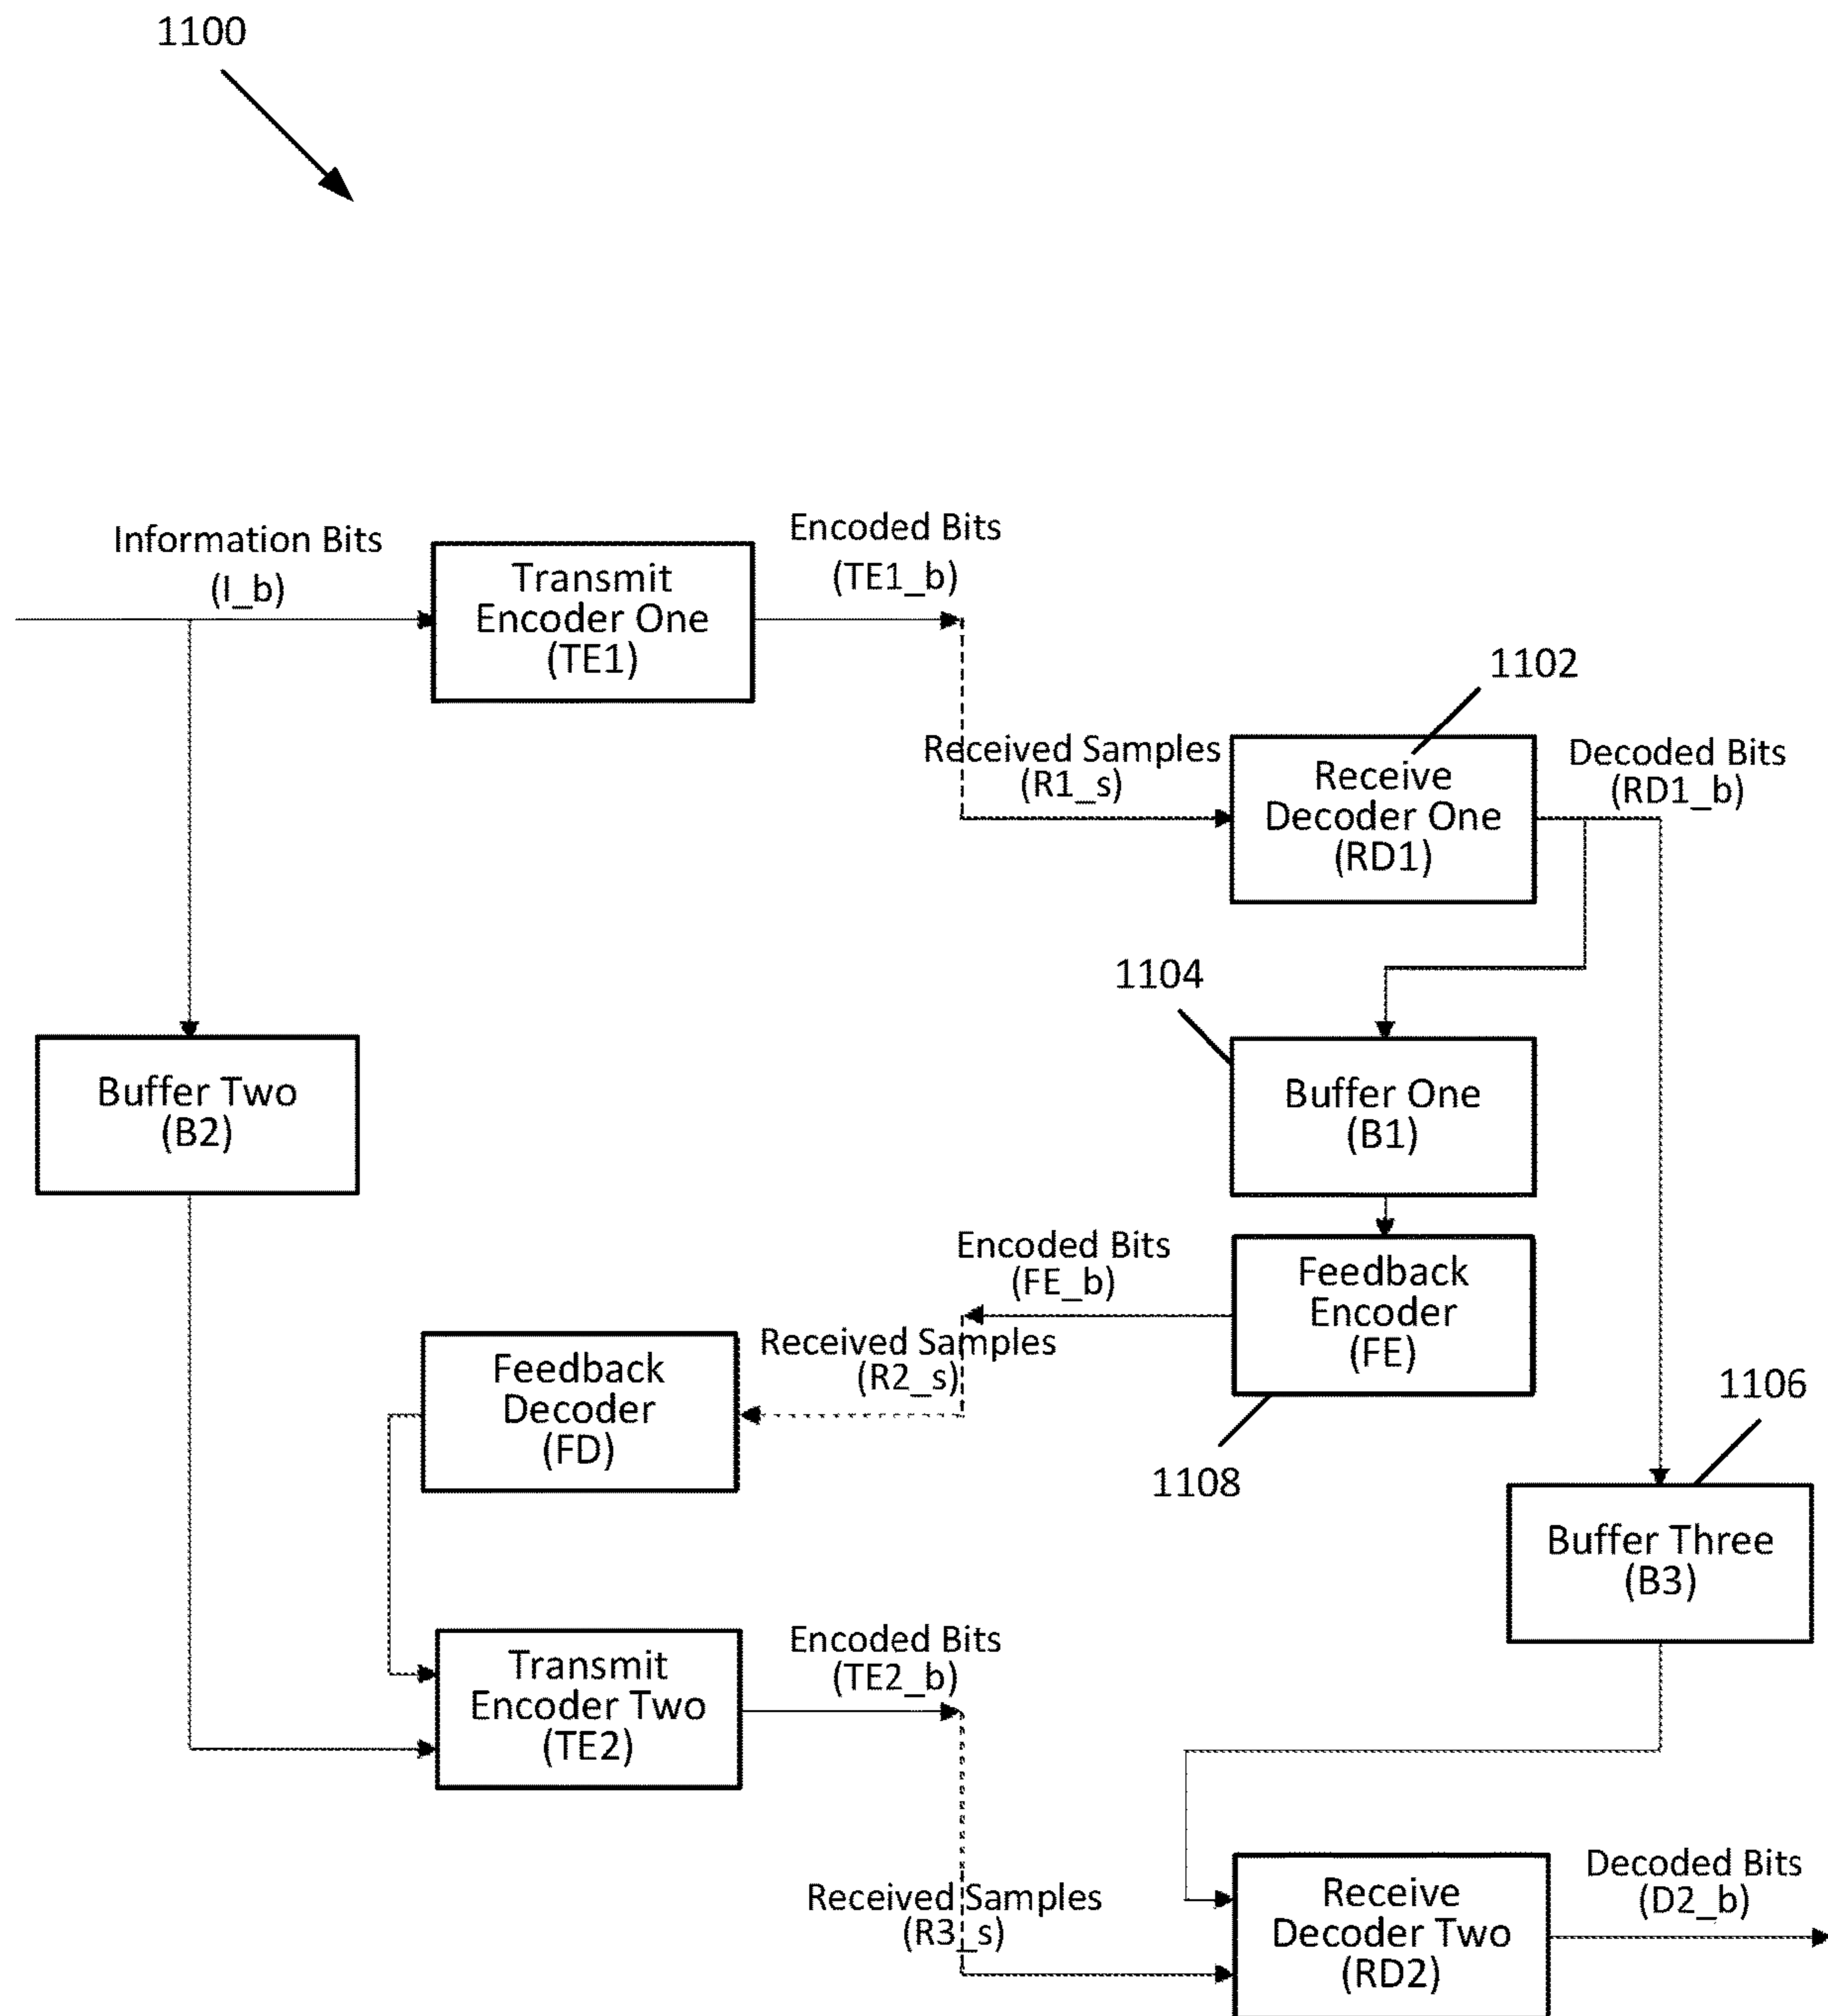 1100
Information Bits
(I_b)
Transmit
Encoder One
(TE1)
Encoded Bits
(TE1_b)
1102
Received Samples
(R1_s)
Receive
Decoder One
(RD1)
Decoded Bits
(RD1_b)
1104
Buffer Two
(B2)
Buffer One
(B1)
Encoded Bits
(FE_b)
Feedback
Encoder
(FE)
Received Samples
(R2_s)
Feedback
Decoder
(FD)
1108
1106
Buffer Three
(B3)
Transmit
Encoder Two
(TE2)
Encoded Bits
(TE2_b)
Received Samples
(R3_s)
Receive
Decoder Two
(RD2)
Decoded Bits
(D2_b)